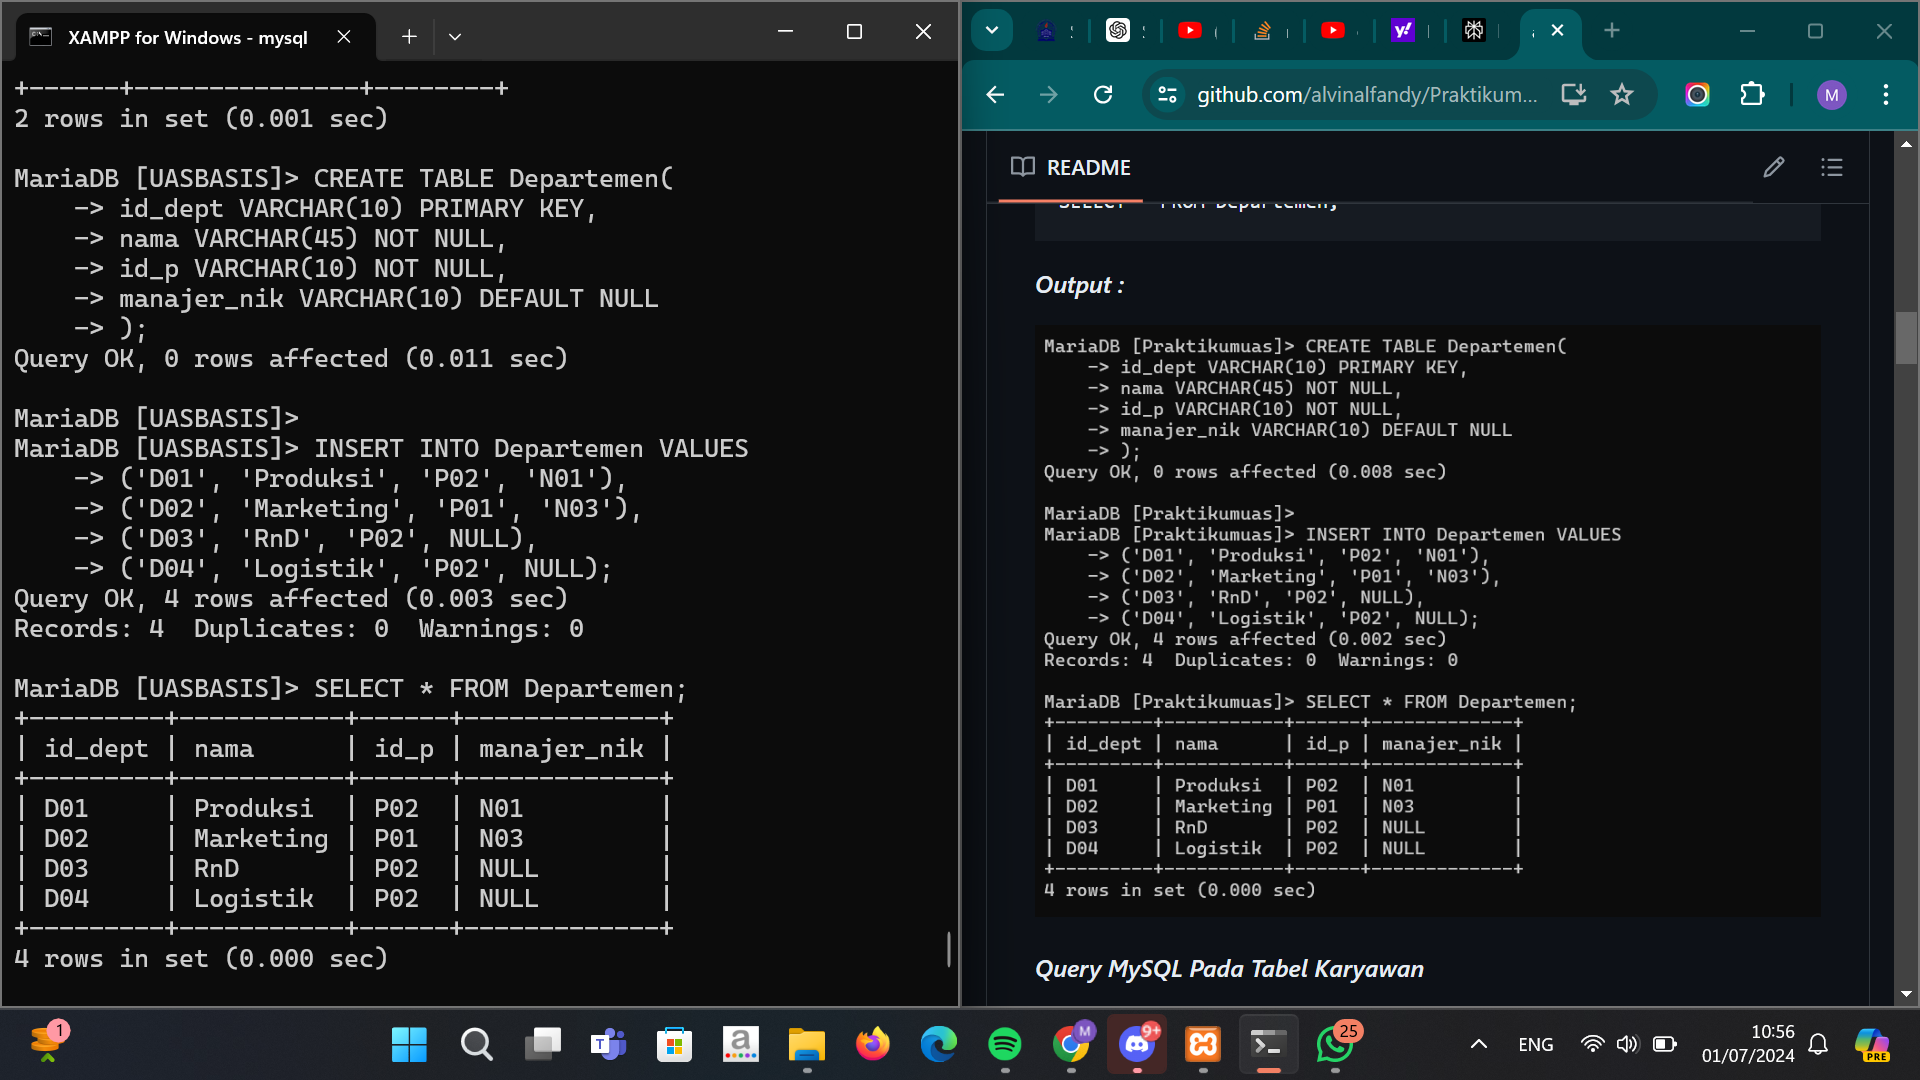 XAMPP for Windows - mysql
+------+---------------+--------+
2 rows in set (0.001 sec)
MariaDB [UASBASIS]> CREATE TABLE Departemen(
-> id_dept VARCHAR(10) PRIMARY KEY,
-> nama VARCHAR(45) NOT NULL,
-> id_p VARCHAR(10) NOT NULL,
-> manajer_nik VARCHAR(10) DEFAULT NULL
-> );
Query OK, 0 rows affected (0.011 sec)
MariaDB [UASBASIS]>
MariaDB [UASBASIS]> INSERT INTO Departemen VALUES
-> ('D01', 'Produksi', 'P02', 'N01'),
-> ('D02', 'Marketing', 'P01', 'N03'),
-> ('D03', 'RnD', 'P02', NULL),
-> ('D04', 'Logistik', 'P02', NULL);
Query OK, 4 rows affected (0.003 sec)
Records: 4  Duplicates: 0  Warnings: 0
MariaDB [UASBASIS]> SELECT * FROM Departemen;
+---------+-----------+------+-------------+
| id_dept | nama      | id_p | manajer_nik |
+---------+-----------+------+-------------+
| D01     | Produksi  | P02  | N01         |
| D02     | Marketing | P01  | N03         |
| D03     | RnD       | P02  | NULL        |
| D04     | Logistik  | P02  | NULL        |
+---------+-----------+------+-------------+
4 rows in set (0.000 sec)
github.com/alvinalfandy/Praktikum...
M
README
SELECT * FROM Departemen;
Output :
MariaDB [Praktikumuas]> CREATE TABLE Departemen(
-> id_dept VARCHAR(10) PRIMARY KEY,
-> nama VARCHAR(45) NOT NULL,
-> id_p VARCHAR(10) NOT NULL,
-> manajer_nik VARCHAR(10) DEFAULT NULL
-> );
Query OK, 0 rows affected (0.008 sec)
MariaDB [Praktikumuas]>
MariaDB [Praktikumuas]> INSERT INTO Departemen VALUES
-> ('D01', 'Produksi', 'P02', 'N01'),
-> ('D02', 'Marketing', 'P01', 'N03'),
-> ('D03', 'RnD', 'P02', NULL),
-> ('D04', 'Logistik', 'P02', NULL);
Query OK, 4 rows affected (0.002 sec)
Records: 4  Duplicates: 0  Warnings: 0
MariaDB [Praktikumuas]> SELECT * FROM Departemen;
+---------+-----------+------+-------------+
| id_dept | nama      | id_p | manajer_nik |
+---------+-----------+------+-------------+
| D01     | Produksi  | P02  | N01         |
| D02     | Marketing | P01  | N03         |
| D03     | RnD       | P02  | NULL        |
| D04     | Logistik  | P02  | NULL        |
+---------+-----------+------+-------------+
4 rows in set (0.000 sec)
Query MySQL Pada Tabel Karyawan
1
M
9+
25
ENG
10:56
01/07/2024
PRE